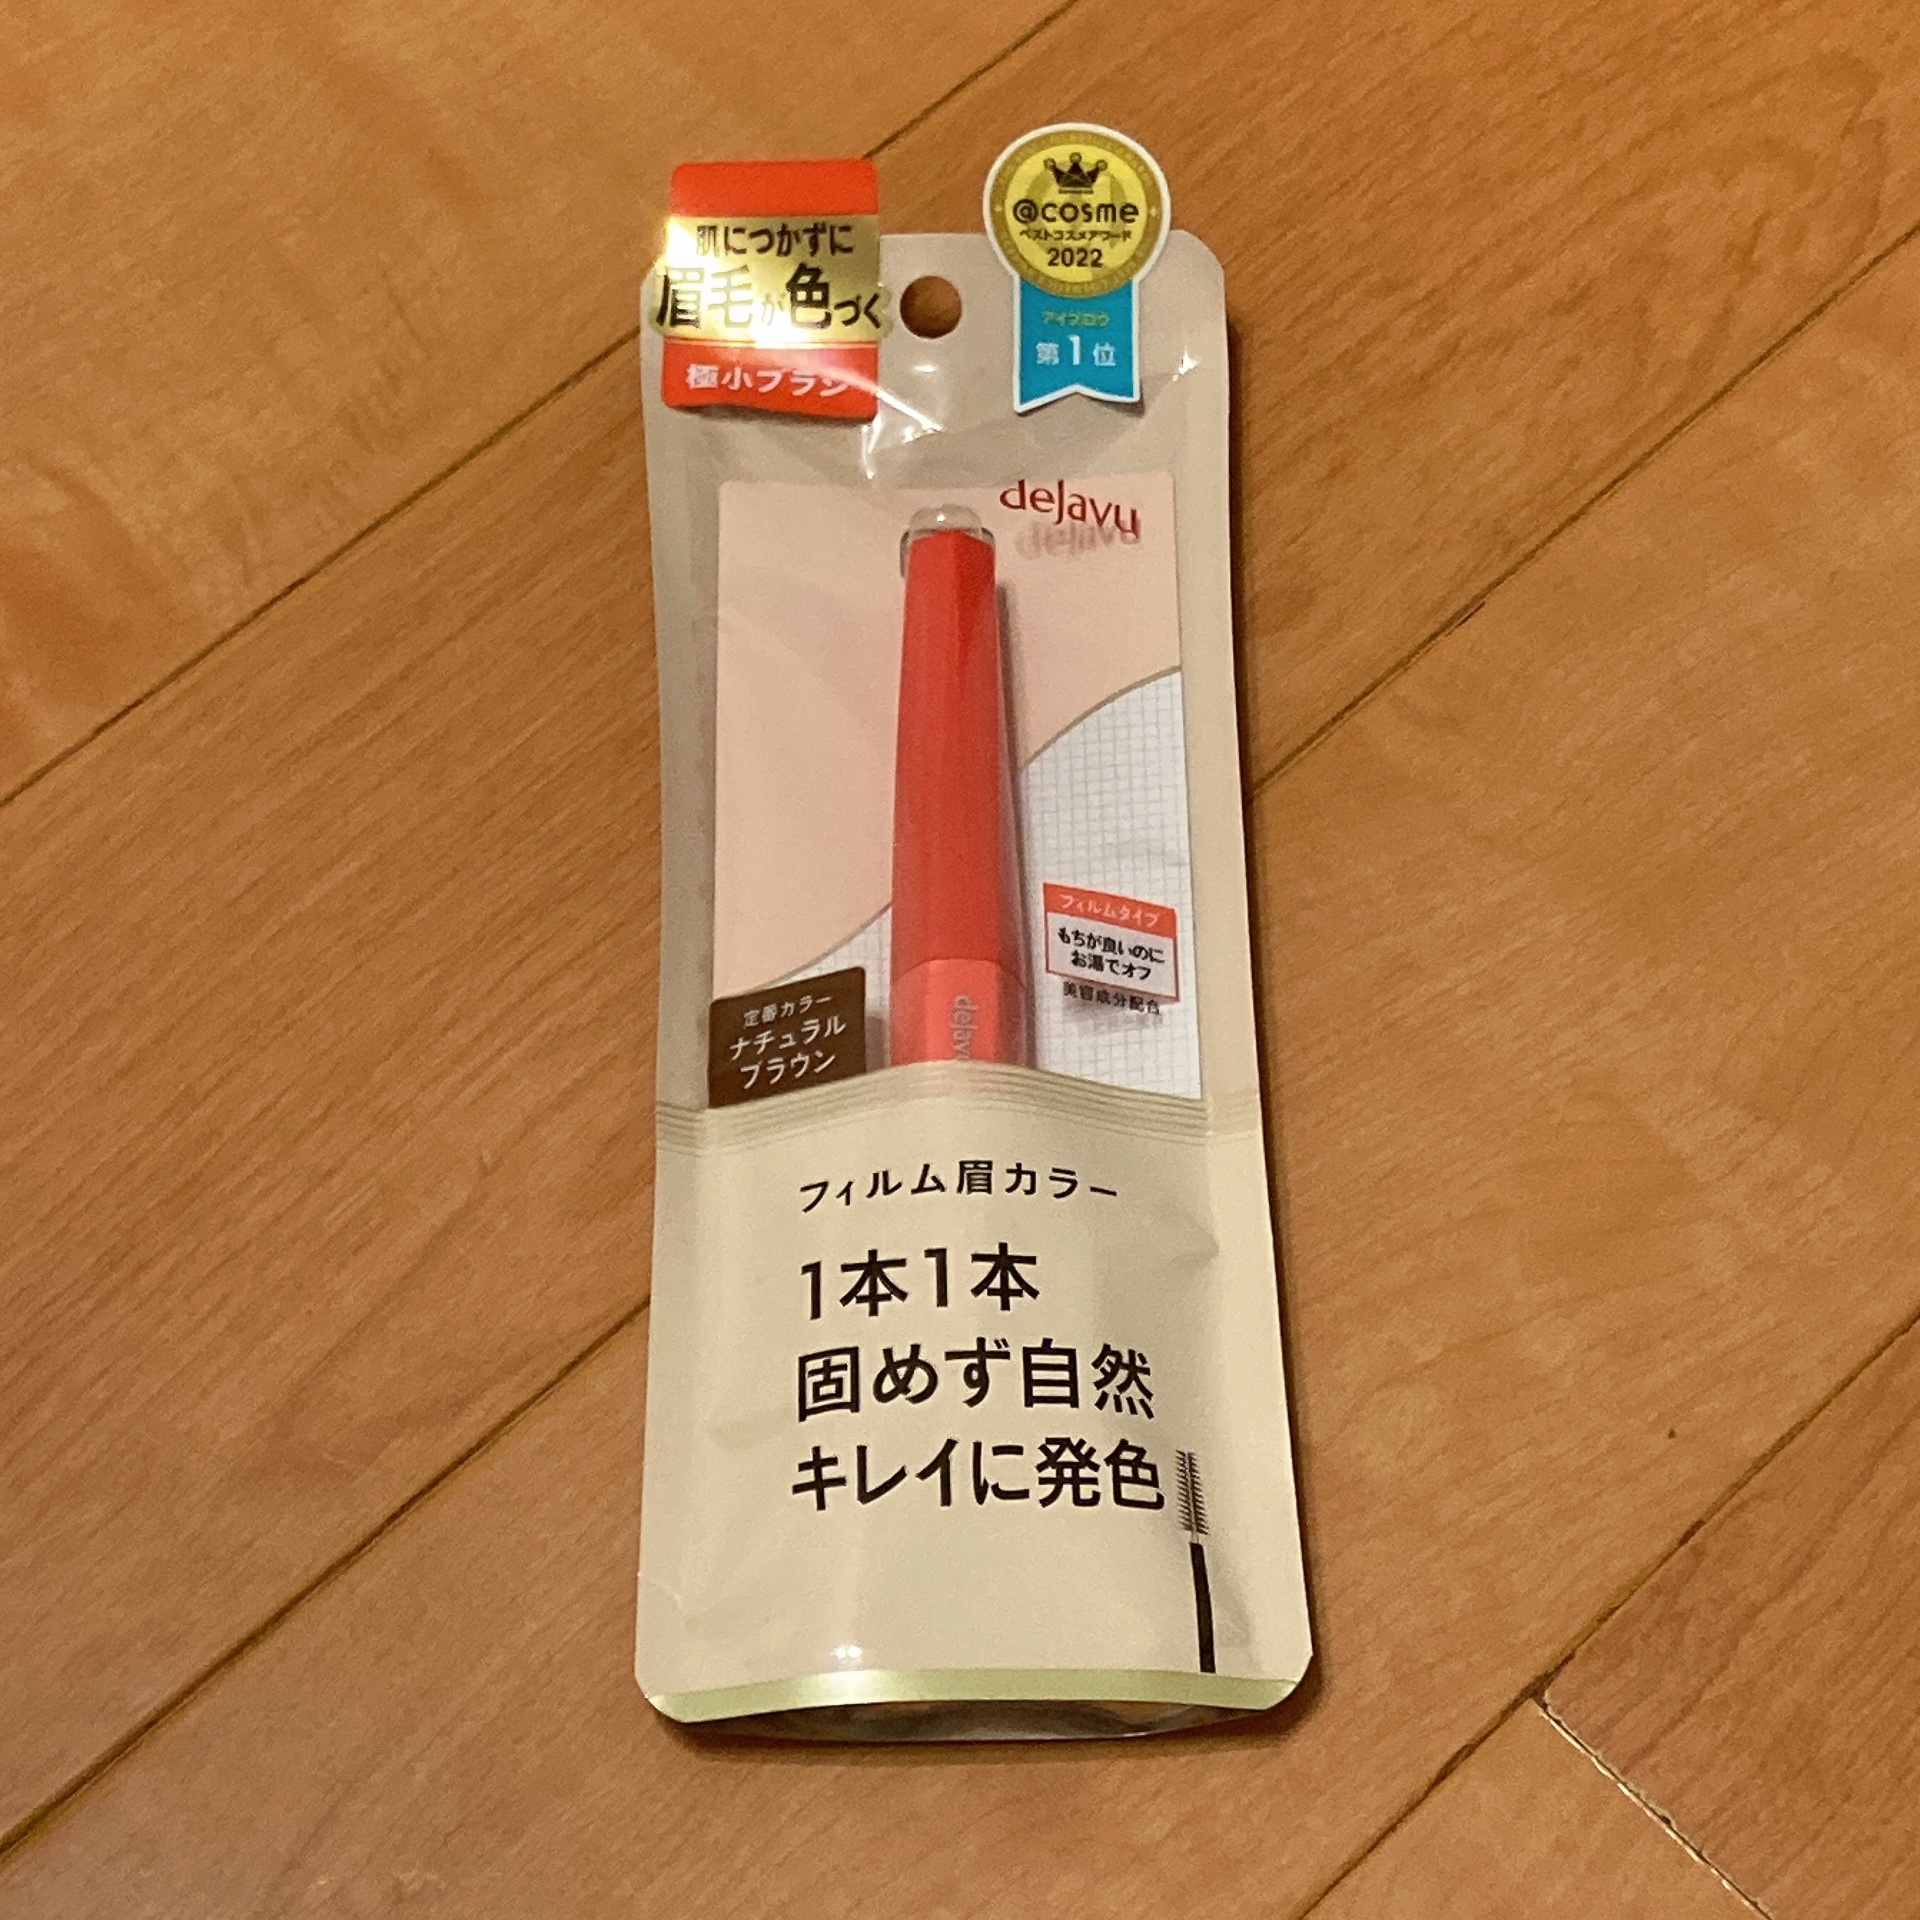 肌につかずに
眉毛が色づく
極小ブラシ
@cosme
ベストコスメアワード
2022
アイブロウ
第1位
dejavu
dejavu
フィルムタイプ
もちが良いのに
お湯でオフ
美容成分配合
定番カラー
ナチュラル
ブラウン
dejavu
フィルム眉カラー
1本1本
固めず自然
キレイに発色